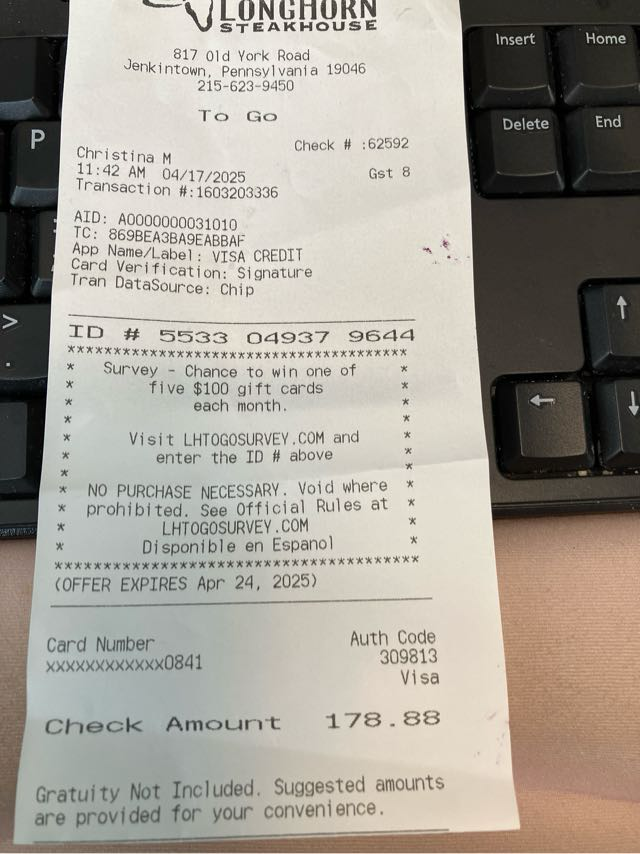 LONGHORN
STEAKHOUSE
817 Old York Road
Jenkintown, Pennsylvania 19046
215-623-9450
To Go
Check # :62592
Christina M
11:42 AM 04/17/2025
Gst 8
Transaction #:1603203336
AID: A0000000031010
TC: 869BEA3BA9EABBAF
App Name/Label: VISA CREDIT
Card Verification: Signature
Tran DataSource: Chip
ID # 5533 04937 9644
****************************************
* Survey - Chance to win one of *
* five $100 gift cards *
* each month. *
* *
* Visit LHTOGOSURVEY.COM and *
* enter the ID # above *
* *
* NO PURCHASE NECESSARY. Void where *
* prohibited. See Official Rules at *
* LHTOGOSURVEY.COM *
* Disponible en Espanol *
****************************************
(OFFER EXPIRES Apr 24, 2025)
Card Number
Auth Code
xxxxxxxxxxxx0841
309813
Visa
Check Amount 178.88
Gratuity Not Included. Suggested amounts
are provided for your convenience.
Insert
Home
Delete
End
P
>
.
↑
←
↓